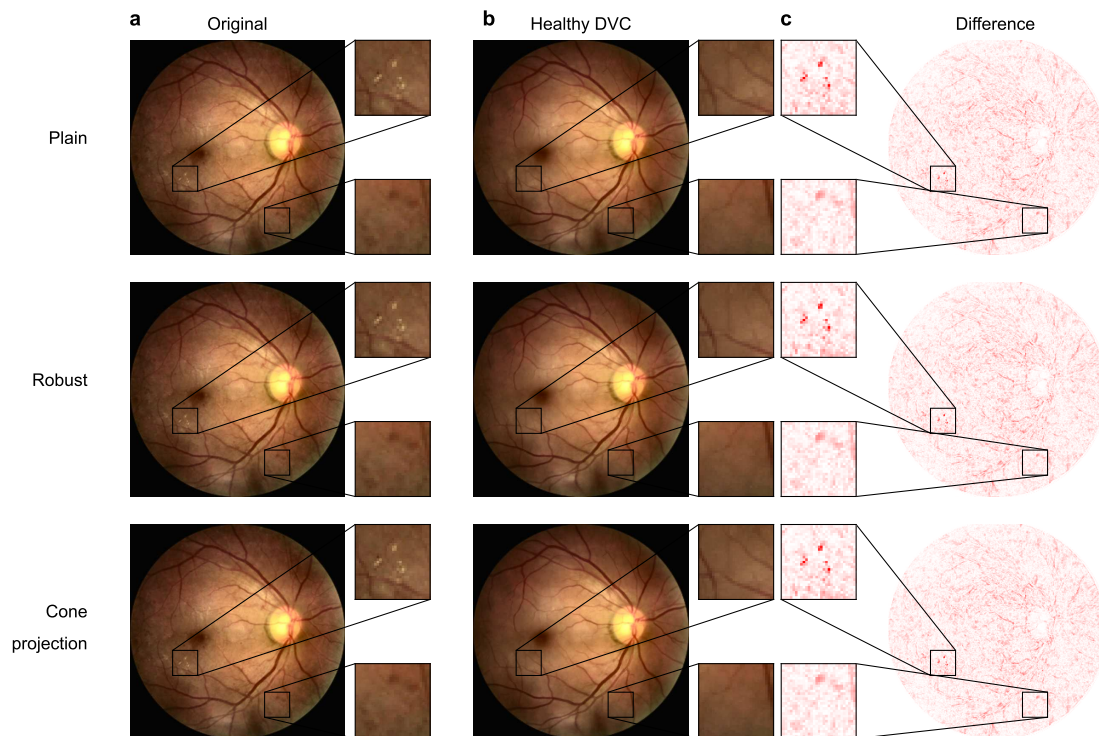 a
Original
b
Healthy DVC
c
Difference
Plain
Robust
Cone
projection